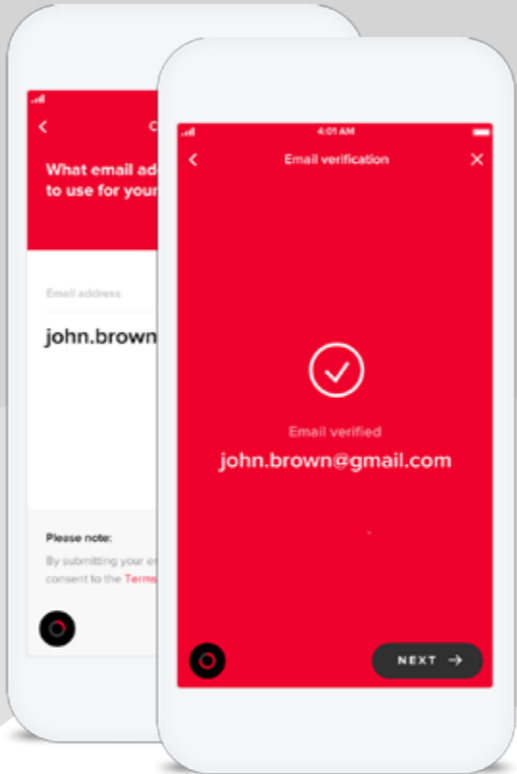 What email ad
to use for your
Email address
john.brown
Please note:
By submitting your e
consent to the Terms
4:01 AM
Email verification
Email verified
john.brown@gmail.com
NEXT